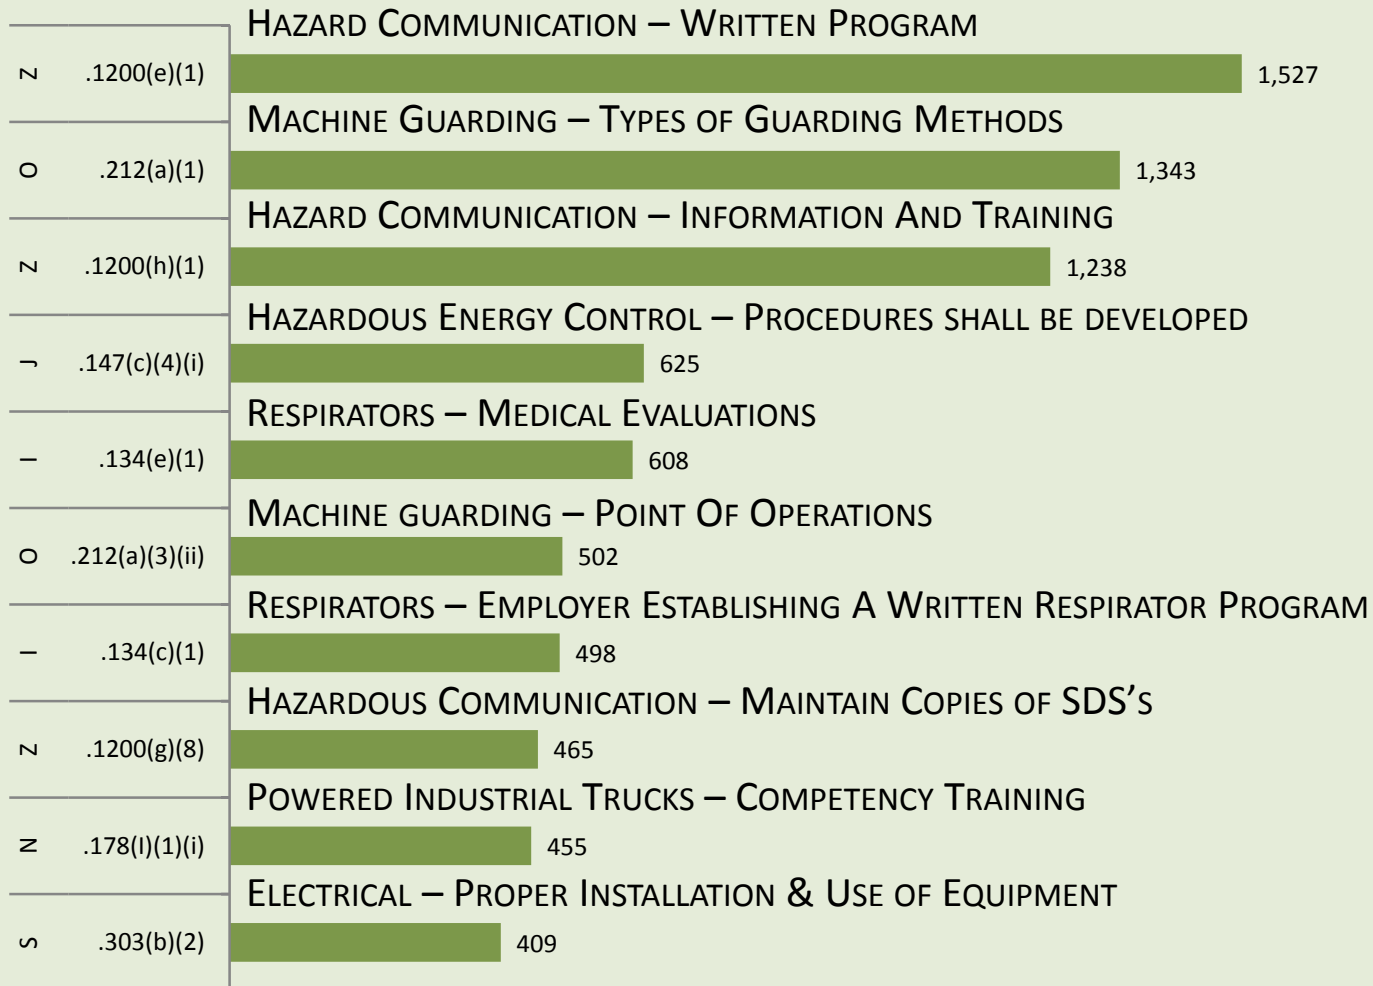 HAZARD COMMUNICATION – WRITTEN PROGRAM
Z .1200(e)(1) 1,527
MACHINE GUARDING – TYPES OF GUARDING METHODS
O .212(a)(1) 1,343
HAZARD COMMUNICATION – INFORMATION AND TRAINING
Z .1200(h)(1) 1,238
HAZARDOUS ENERGY CONTROL – PROCEDURES SHALL BE DEVELOPED
J .147(c)(4)(i) 625
RESPIRATORS – MEDICAL EVALUATIONS
I .134(e)(1) 608
MACHINE GUARDING – POINT OF OPERATIONS
O .212(a)(3)(ii) 502
RESPIRATORS – EMPLOYER ESTABLISHING A WRITTEN RESPIRATOR PROGRAM
I .134(c)(1) 498
HAZARDOUS COMMUNICATION – MAINTAIN COPIES OF SDS'S
Z .1200(g)(8) 465
POWERED INDUSTRIAL TRUCKS – COMPETENCY TRAINING
N .178(l)(1)(i) 455
ELECTRICAL – PROPER INSTALLATION & USE OF EQUIPMENT
S .303(b)(2) 409